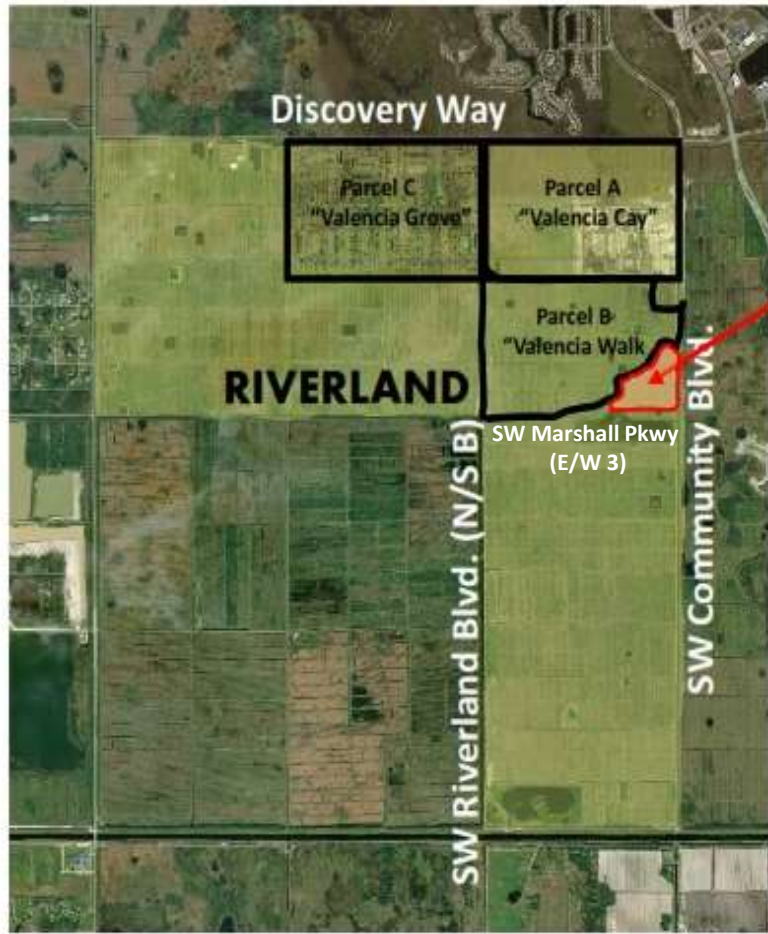 Discovery Way
Parcel C
"Valencia Grove"
Parcel A
"Valencia Cay"
Parcel B
"Valencia Walk
RIVERLAND
SW Marshall Pkwy
(E/W 3)
SW Riverland Blvd. (N/S B)
SW Community Blvd.